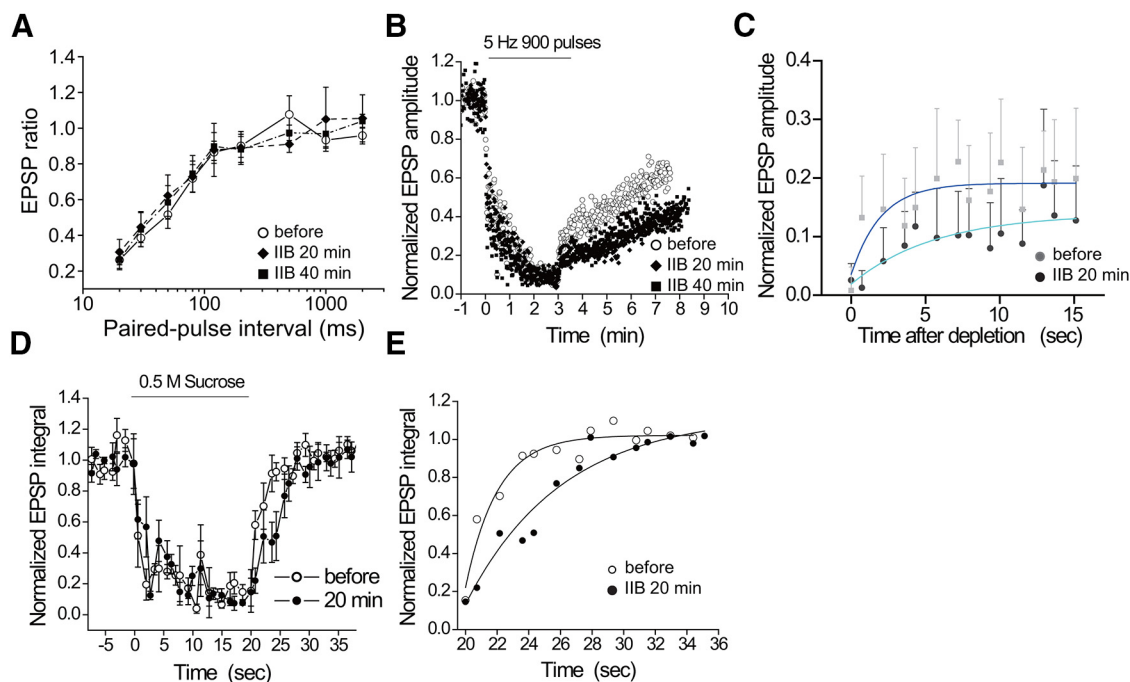 A
EPSP ratio
1.4
1.2
1.0
0.8
0.6
0.4
0.2
10
100
1000
Paired-pulse interval (ms)
before
IIB 20 min
IIB 40 min
B
5 Hz 900 pulses
Normalized EPSP amplitude
1.2
1.0
0.8
0.6
0.4
0.2
0.0
-1 0 1 2 3 4 5 6 7 8 9 10
Time (min)
before
IIB 20 min
IIB 40 min
C
Normalized EPSP amplitude
0.4
0.3
0.2
0.1
0.0
0 5 10 15
Time after depletion (sec)
before
IIB 20 min
D
0.5 M Sucrose
Normalized EPSP integral
1.4
1.2
1.0
0.8
0.6
0.4
0.2
0.0
-5 0 5 10 15 20 25 30 35
Time (sec)
before
20 min
E
Normalized EPSP integral
1.2
1.0
0.8
0.6
0.4
0.2
0.0
20 22 24 26 28 30 32 34 36
Time (sec)
before
IIB 20 min